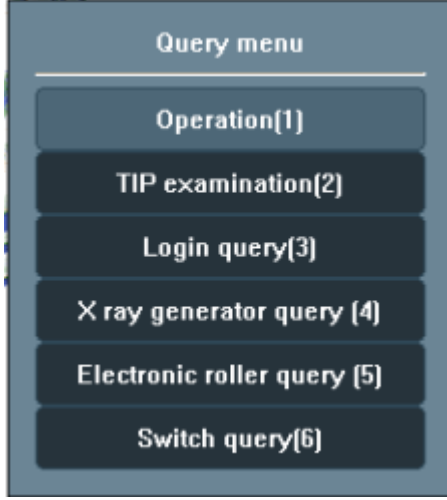 Query menu
Operation(1)
TIP examination(2)
Login query(3)
X ray generator query (4)
Electronic roller query (5)
Switch query(6)